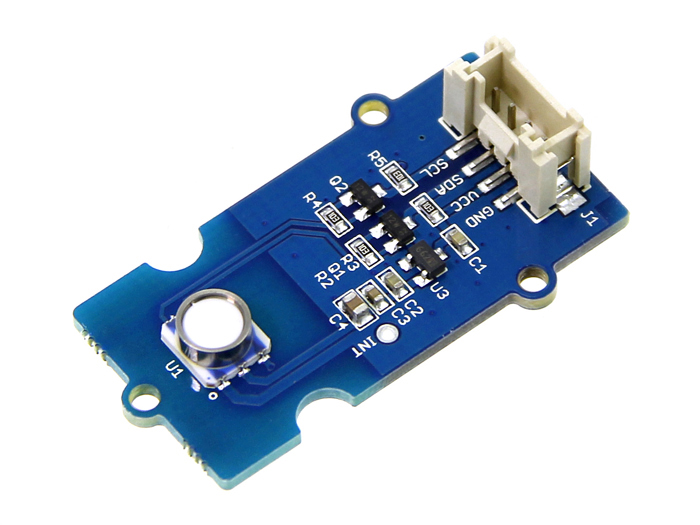 R5
SCL
SDA
VCC
GND
J1
Q2
R4
R3
Q1
R2
C1
U3
C2
C3
C4
INT
U1